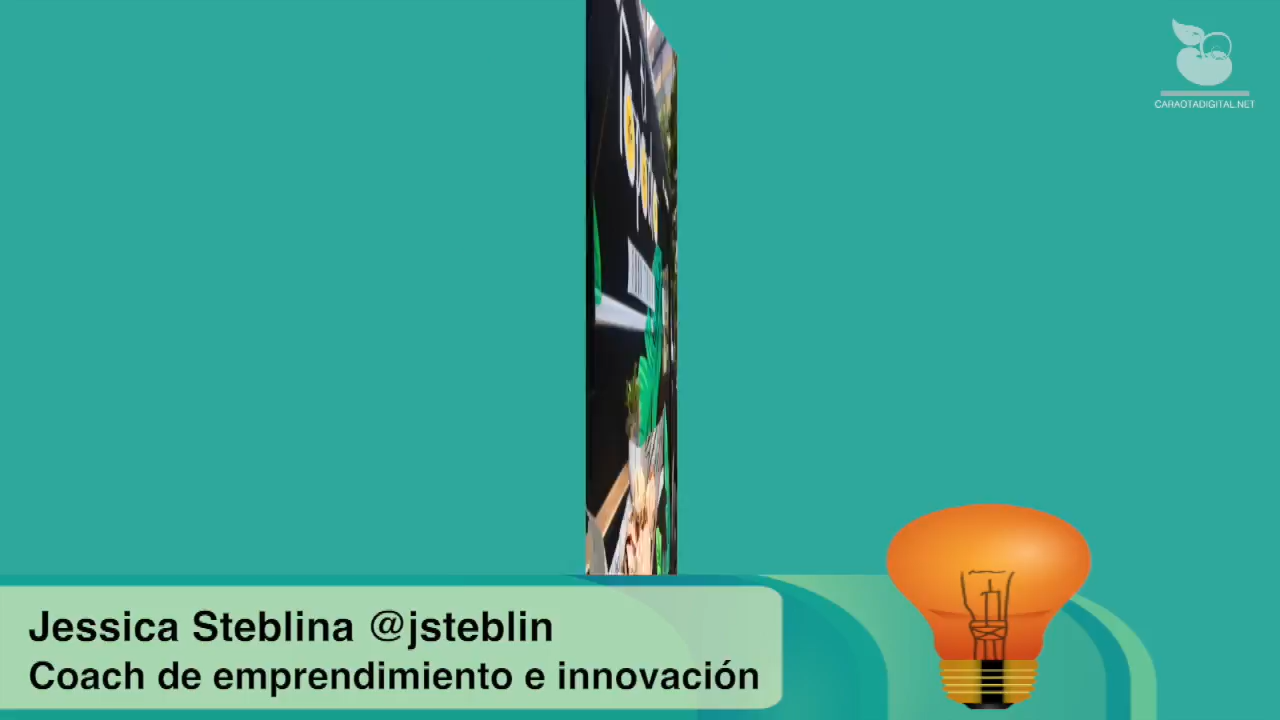 CARAOTADIGITAL.NET
Jessica Steblina @jsteblin
Coach de emprendimiento e innovación